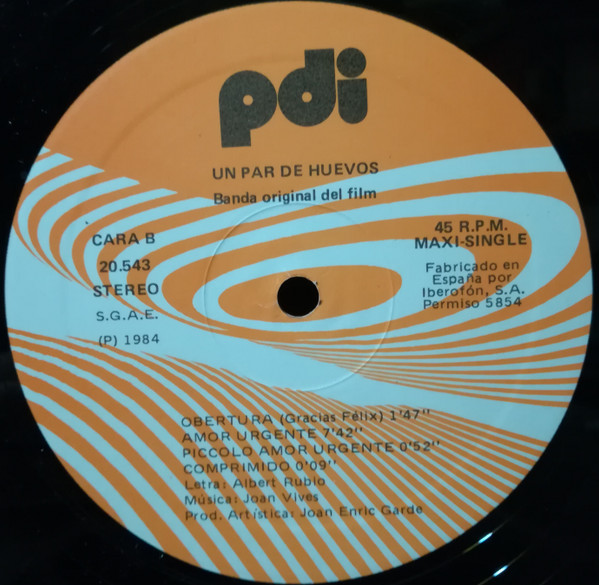 pdi
UN PAR DE HUEVOS
Banda original del film
CARA B
20.543
STEREO
S.G.A.E.
(P) 1984
45 R.P.M.
MAXI-SINGLE
Fabricado en
España por
Iberofón, S.A.
Permiso 5854
OBERTURA (Gracias Félix) 1'47''
AMOR URGENTE 7'42''
PICCOLO AMOR URGENTE 0'52''
COMPRIMIDO 0'09''
Letra: Albert Rubio
Música: Joan Vives
Prod. Artística: Joan Enric Garde